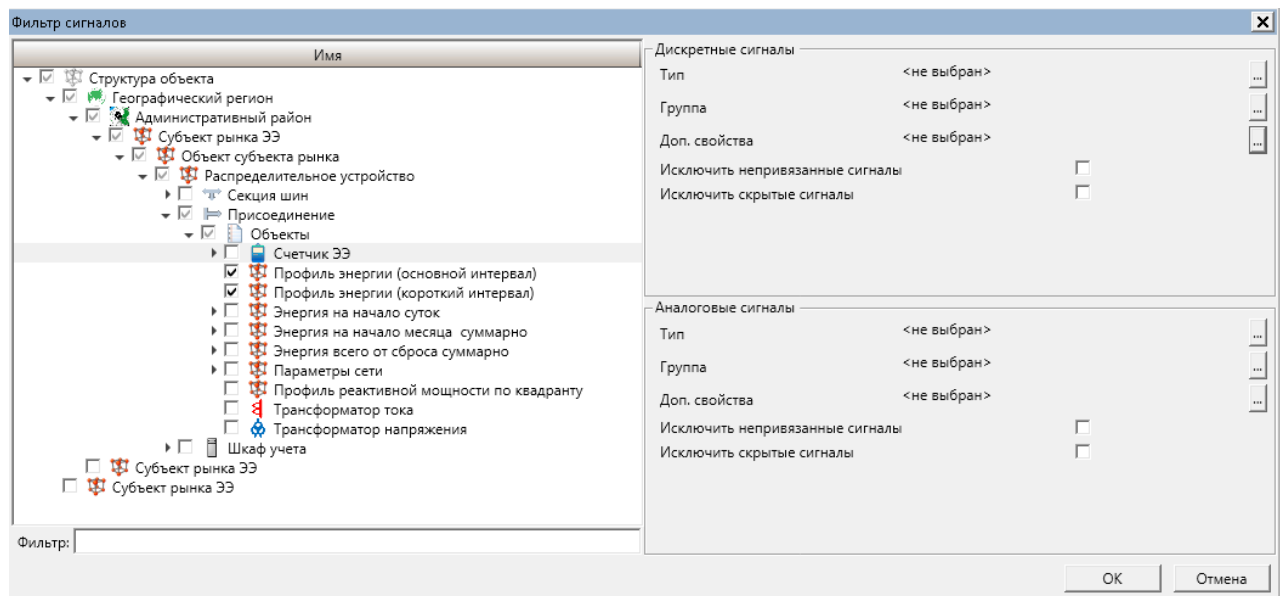 Фильтр сигналов
Имя
Структура объекта
Географический регион
Административный район
Субъект рынка ЭЭ
Объект субъекта рынка
Распределительное устройство
Секция шин
Присоединение
Объекты
Счетчик ЭЭ
Профиль энергии (основной интервал)
Профиль энергии (короткий интервал)
Энергия на начало суток
Энергия на начало месяца  суммарно
Энергия всего от сброса суммарно
Параметры сети
Профиль реактивной мощности по квадранту
Трансформатор тока
Трансформатор напряжения
Шкаф учета
Субъект рынка ЭЭ
Субъект рынка ЭЭ
Фильтр:
Дискретные сигналы
Тип <не выбран> ...
Группа <не выбран> ...
Доп. свойства <не выбран> ...
Исключить непривязанные сигналы
Исключить скрытые сигналы
Аналоговые сигналы
Тип <не выбран> ...
Группа <не выбран> ...
Доп. свойства <не выбран> ...
Исключить непривязанные сигналы
Исключить скрытые сигналы
ОК Отмена